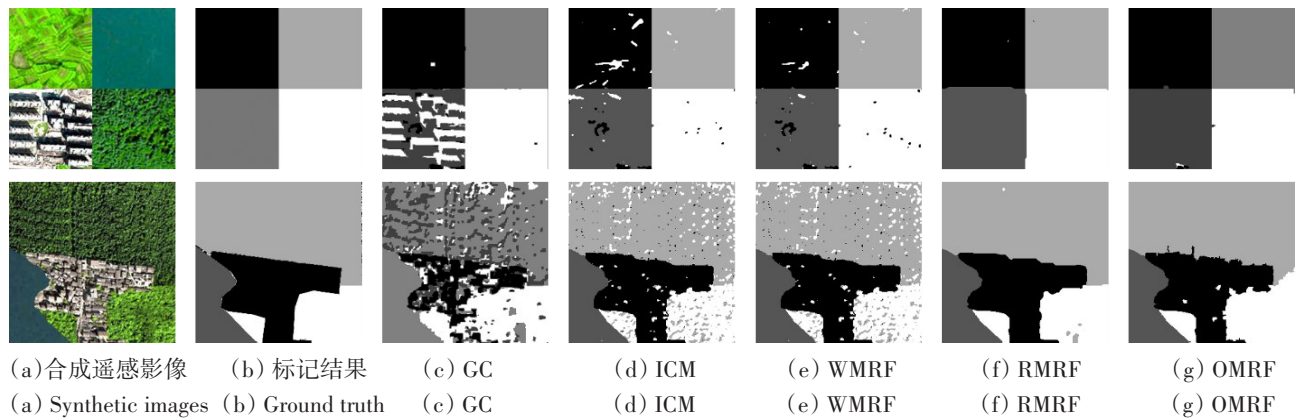 (a)合成遥感影像 (b) 标记结果 (c) GC (d) ICM (e) WMRF (f) RMRF (g) OMRF
(a) Synthetic images (b) Ground truth (c) GC (d) ICM (e) WMRF (f) RMRF (g) OMRF